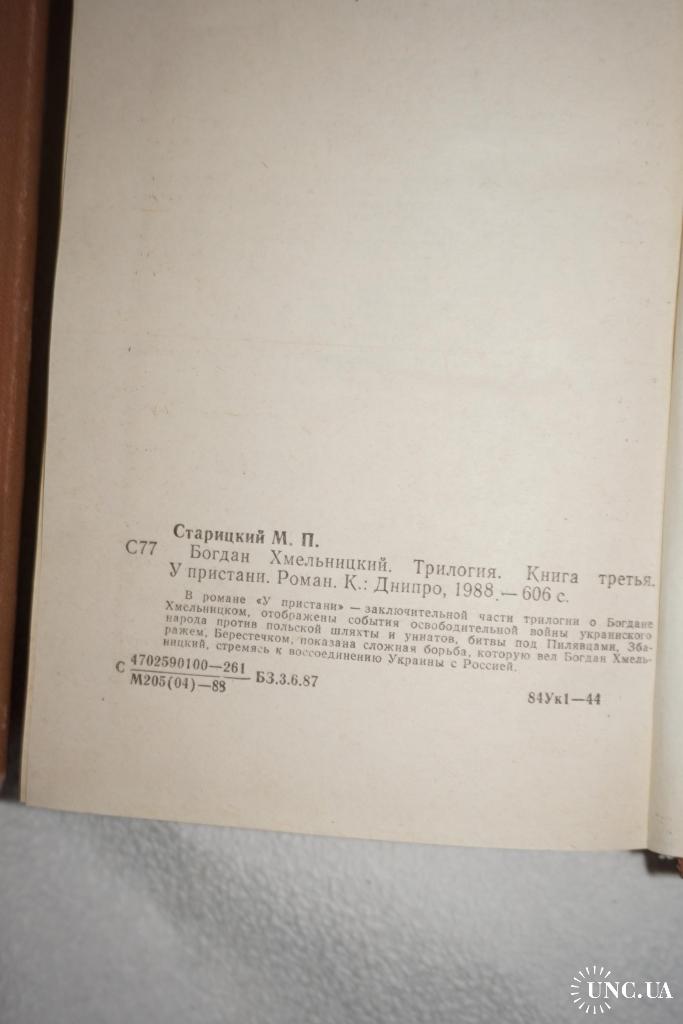 Старицкий М. П.
С77 Богдан Хмельницкий. Трилогия. Книга третья.
У пристани. Роман. К.: Днипро, 1988.—606 с.
В романе «У пристани» — заключительной части трилогии о Богдане
Хмельницком, отображены события освободительной войны украинского
народа против польской шляхты и униатов, битвы под Пилявцами, Зба-
ражем, Берестечком, показана сложная борьба, которую вел Богдан Хмель-
ницкий, стремясь к воссоединению Украины с Россией.
С 4702590100—261
М205(04)—88 БЗ.3.6.87
84Ук1—44
UNC.UA